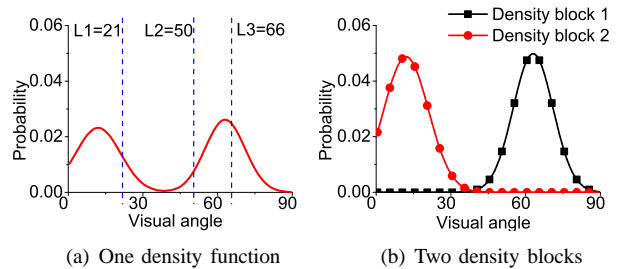 L1=21 L2=50 L3=66
0.06
0.04
0.02
0.00
Probability
0 30 60 90
Visual angle
(a) One density function
Density block 1
Density block 2
0.06
0.04
0.02
0.00
Probability
0 30 60 90
Visual angle
(b) Two density blocks